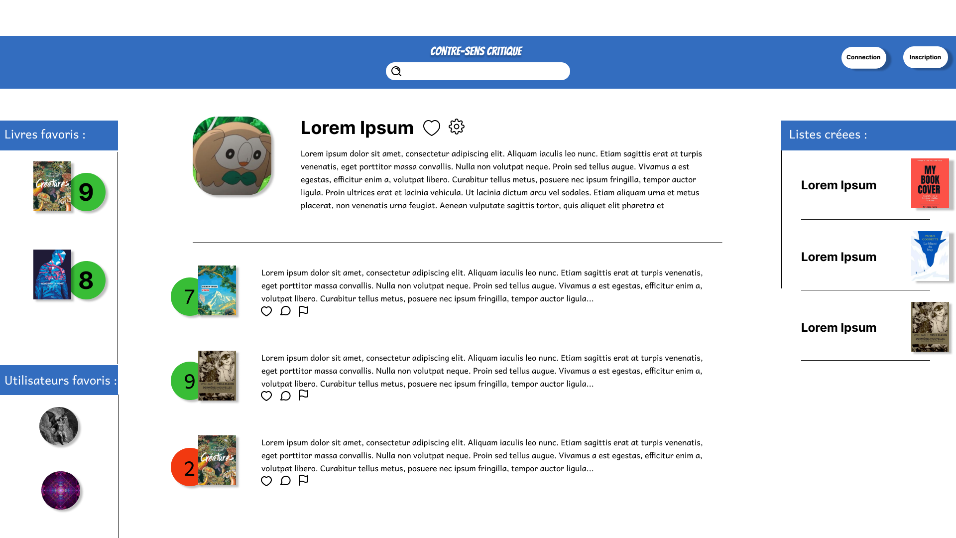 CONTRE-SENS CRITIQUE
Connection
Inscription
Livres favoris :
9
8
Utilisateurs favoris :
Lorem Ipsum
Lorem ipsum dolor sit amet, consectetur adipiscing elit. Aliquam iaculis leo nunc. Etiam sagittis erat at turpis
venenatis, eget porttitor massa convallis. Nulla non volutpat neque. Proin sed tellus augue. Vivamus a est
egestas, efficitur enim a, volutpat libero. Curabitur tellus metus, posuere nec ipsum fringilla, tempor auctor
ligula. Proin ultrices erat et lacinia vehicula. Ut lacinia dictum arcu vel sodales. Etiam aliquam urna et metus
placerat, non venenatis urna feugiat. Aenean vulputate sagittis tortor, quis aliquet elit pharetra et
7
Lorem ipsum dolor sit amet, consectetur adipiscing elit. Aliquam iaculis leo nunc. Etiam sagittis erat at turpis venenatis,
eget porttitor massa convallis. Nulla non volutpat neque. Proin sed tellus augue. Vivamus a est egestas, efficitur enim a,
volutpat libero. Curabitur tellus metus, posuere nec ipsum fringilla, tempor auctor ligula...
9
Lorem ipsum dolor sit amet, consectetur adipiscing elit. Aliquam iaculis leo nunc. Etiam sagittis erat at turpis venenatis,
eget porttitor massa convallis. Nulla non volutpat neque. Proin sed tellus augue. Vivamus a est egestas, efficitur enim a,
volutpat libero. Curabitur tellus metus, posuere nec ipsum fringilla, tempor auctor ligula...
2
Creatures
Lorem ipsum dolor sit amet, consectetur adipiscing elit. Aliquam iaculis leo nunc. Etiam sagittis erat at turpis venenatis,
eget porttitor massa convallis. Nulla non volutpat neque. Proin sed tellus augue. Vivamus a est egestas, efficitur enim a,
volutpat libero. Curabitur tellus metus, posuere nec ipsum fringilla, tempor auctor ligula...
Listes créees :
Lorem Ipsum
MY
BOOK
COVER
Lorem Ipsum
Lorem Ipsum